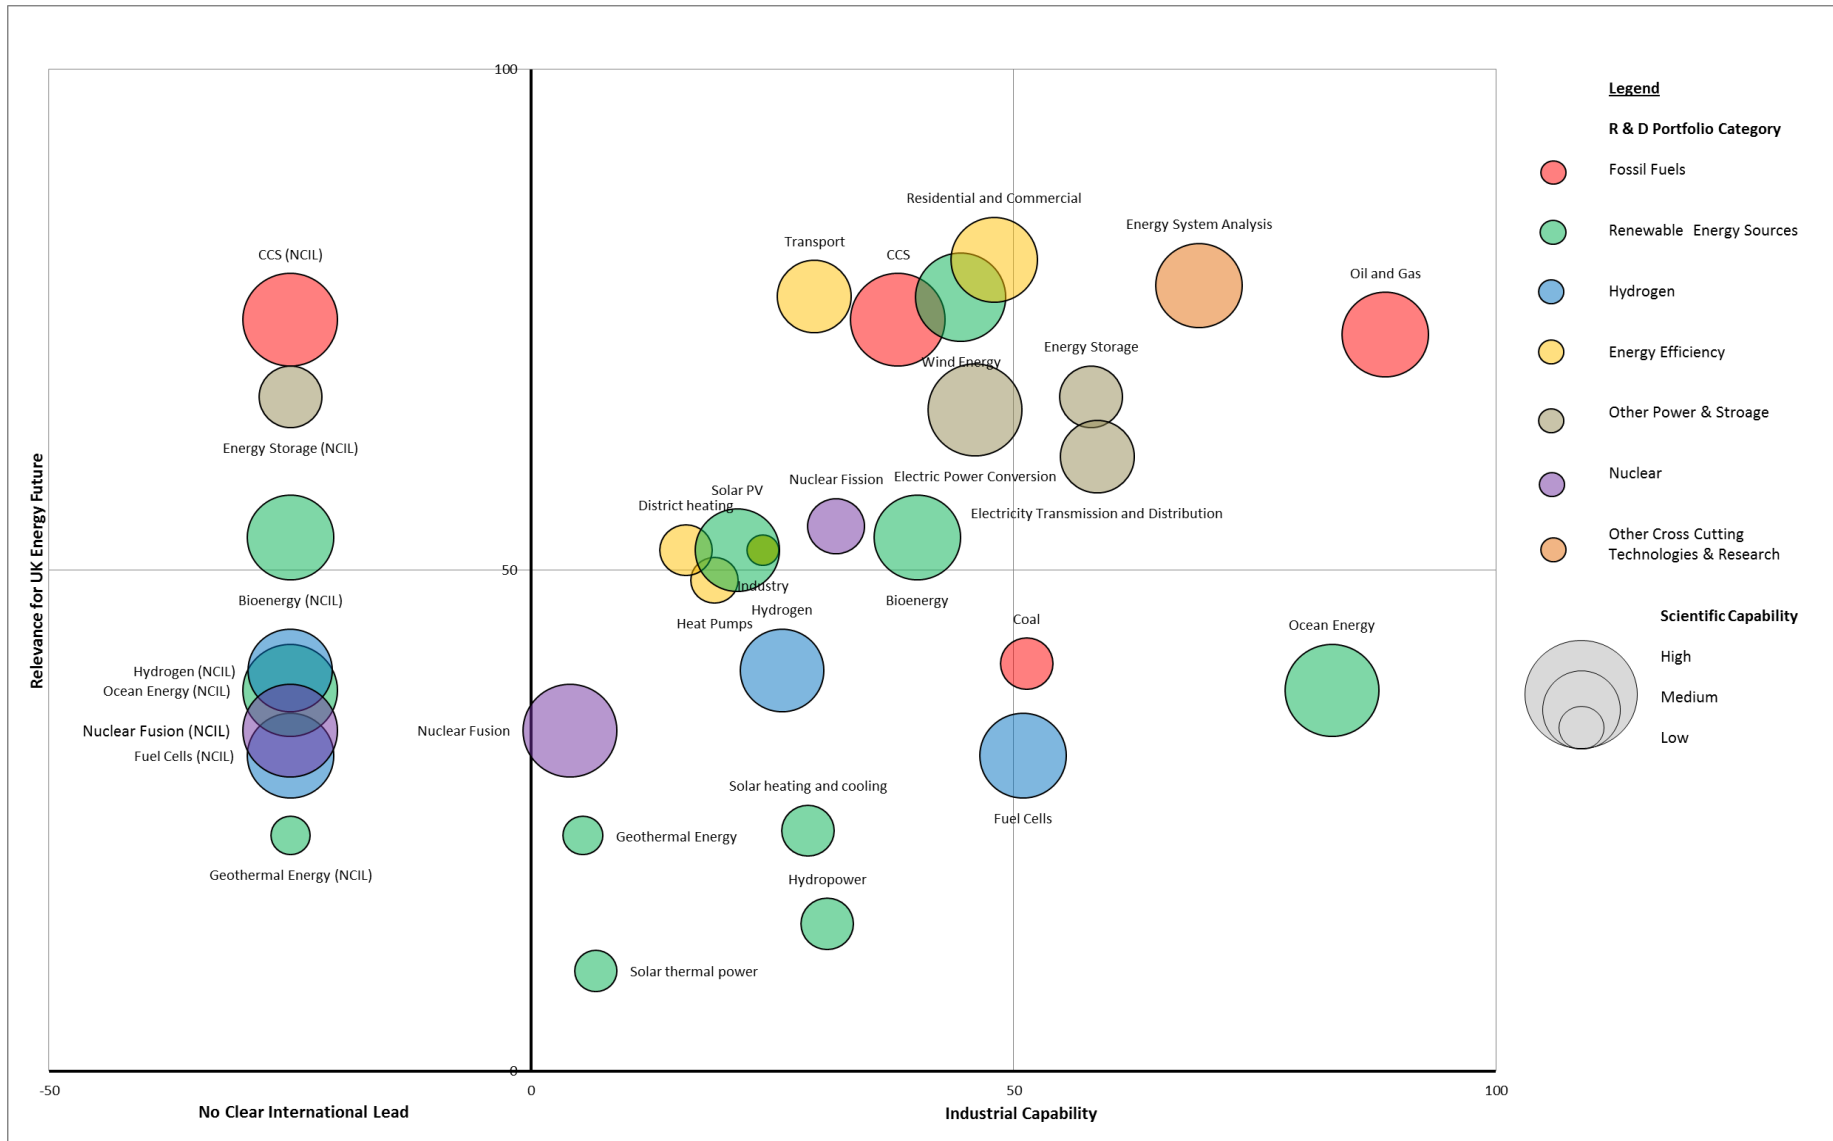 100
Legend
R & D Portfolio Category
Fossil Fuels
Renewable Energy Sources
Hydrogen
Energy Efficiency
Other Power & Stroage
Nuclear
Other Cross Cutting
Technologies & Research
Scientific Capability
High
Medium
Low
Residential and Commercial
Energy System Analysis
Transport
CCS
CCS (NCIL)
Oil and Gas
Energy Storage
Wind Energy
Energy Storage (NCIL)
Nuclear Fission
Electric Power Conversion
Solar PV
District heating
Electricity Transmission and Distribution
50
Industry
Bioenergy (NCIL)
Bioenergy
Hydrogen
Heat Pumps
Coal
Ocean Energy
Hydrogen (NCIL)
Ocean Energy (NCIL)
Nuclear Fusion (NCIL)
Nuclear Fusion
Fuel Cells (NCIL)
Solar heating and cooling
Fuel Cells
Geothermal Energy
Geothermal Energy (NCIL)
Hydropower
Solar thermal power
Relevance for UK Energy Future
0
-50
0
50
100
No Clear International Lead
Industrial Capability